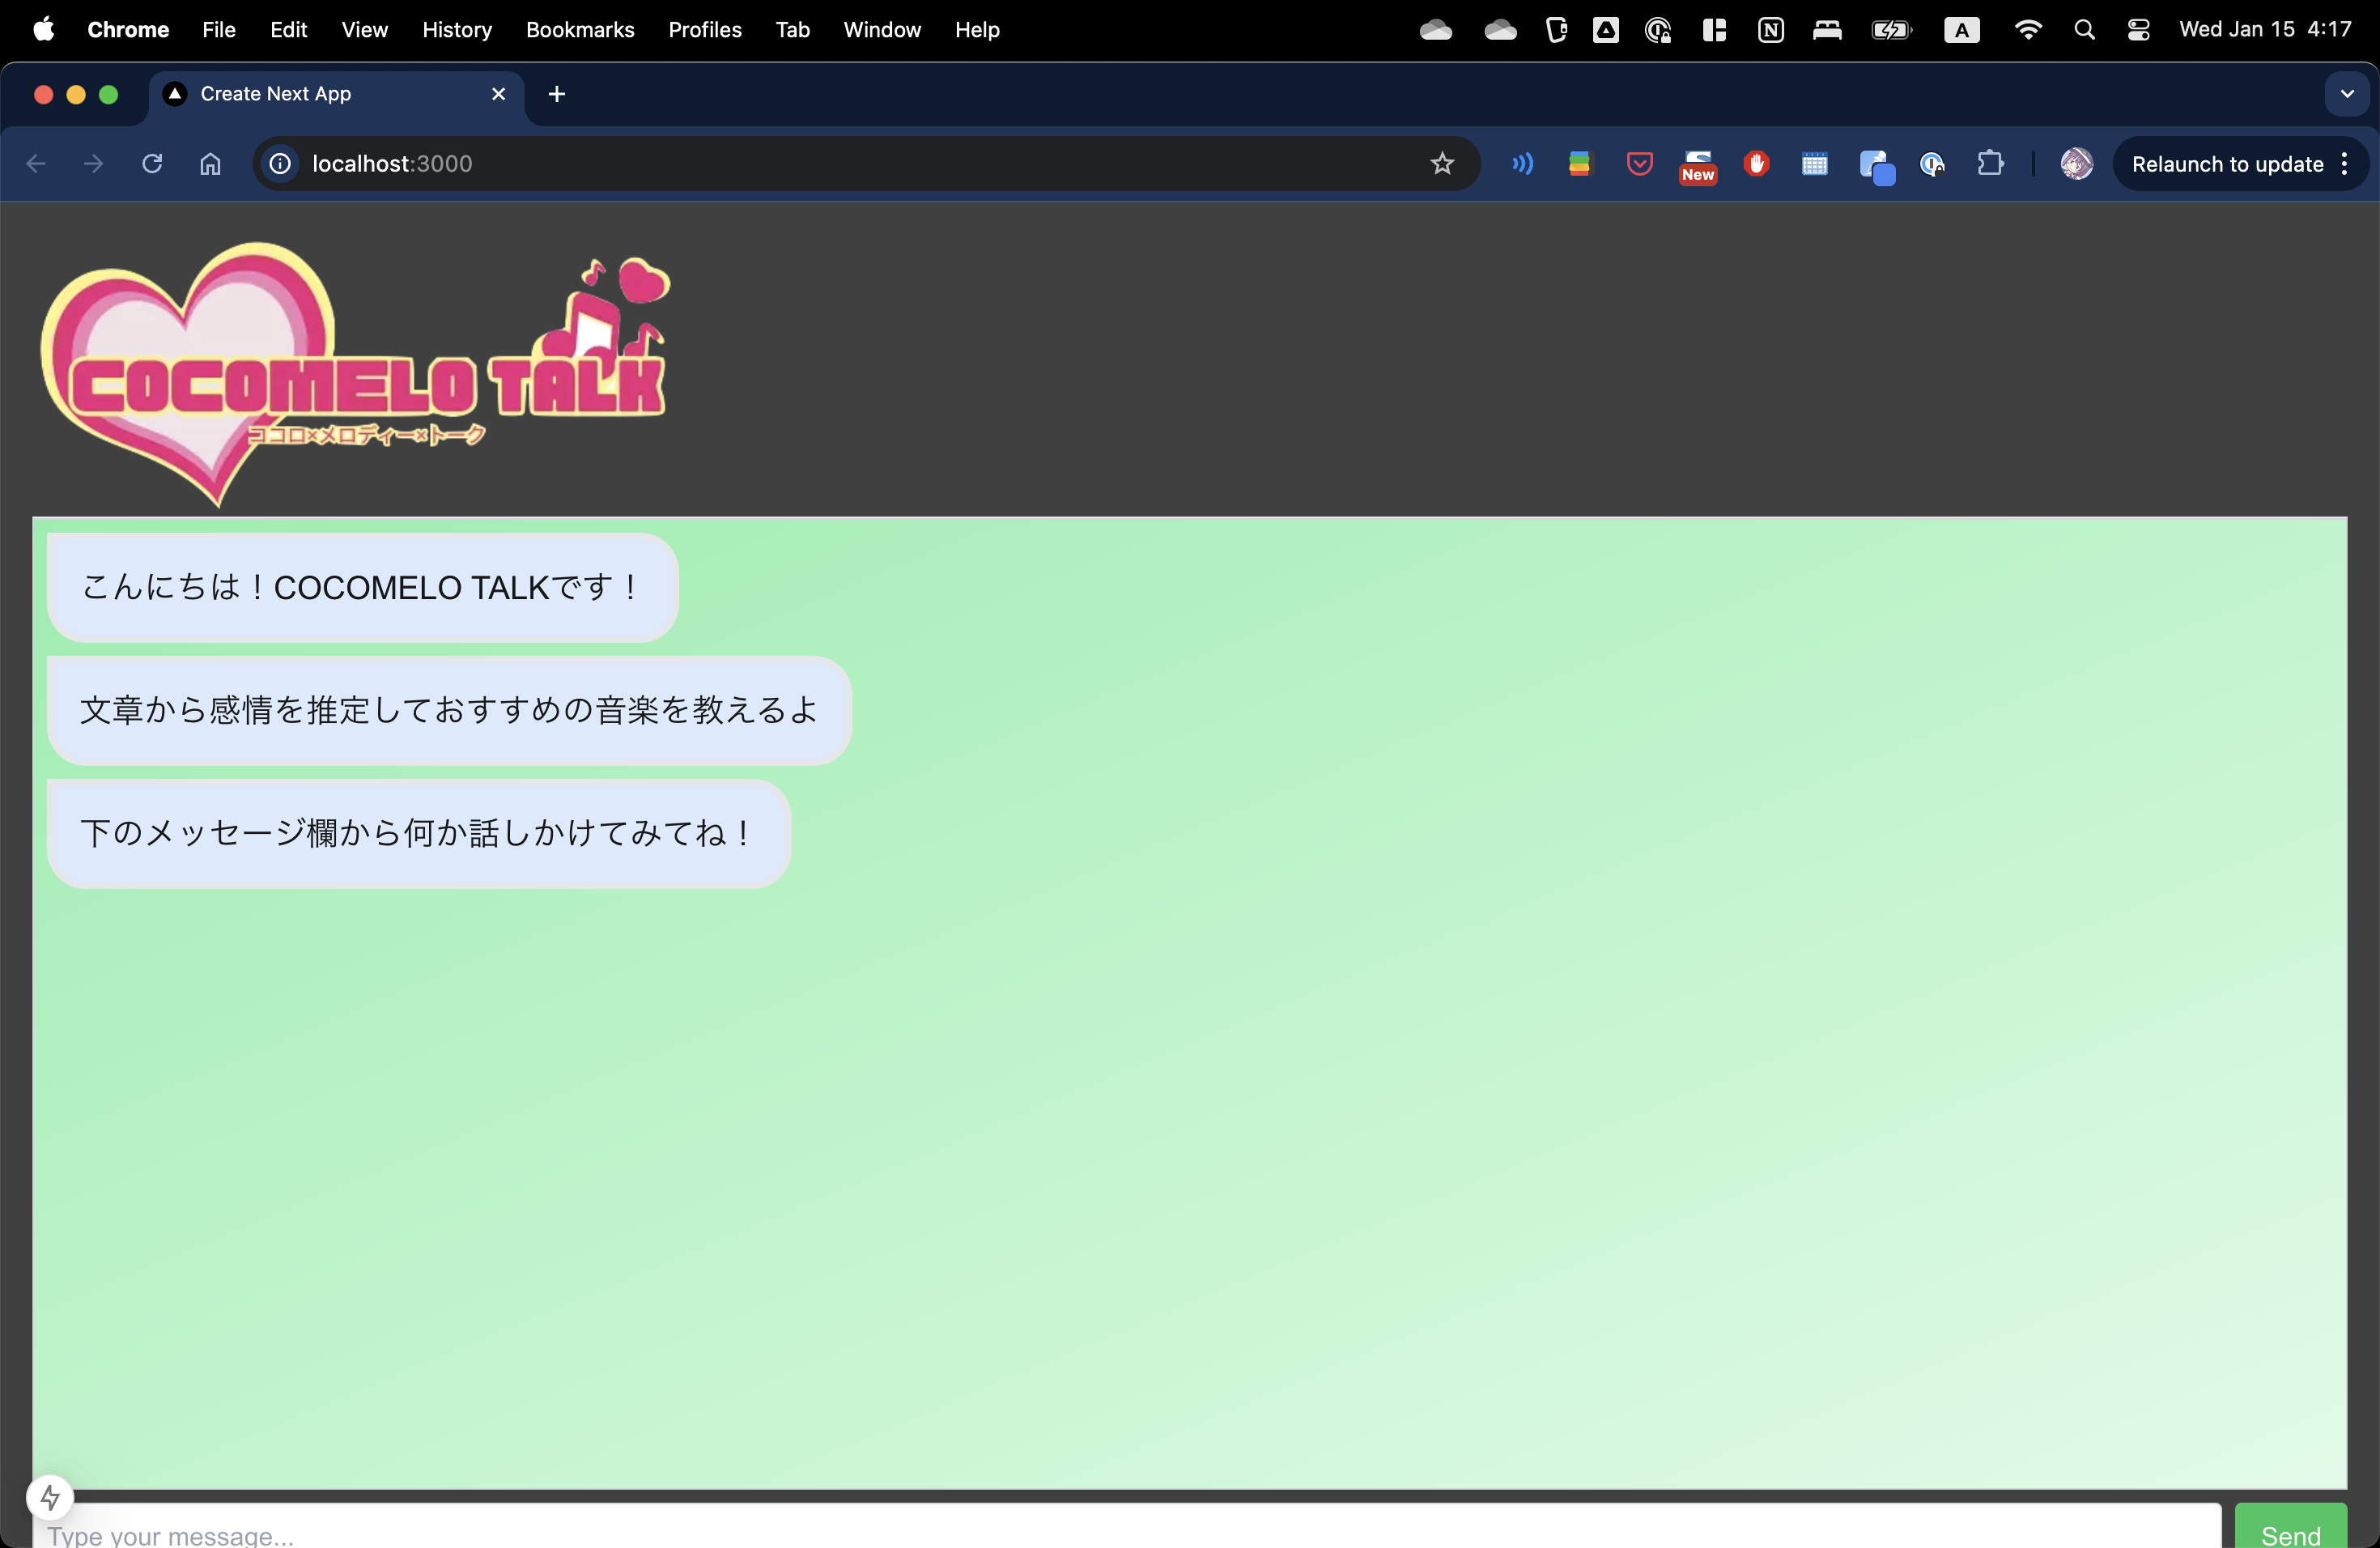 Chrome File Edit View History Bookmarks Profiles Tab Window Help A Wed Jan 15 4:17
Create Next App
localhost:3000 New Relaunch to update
COCOMELO TALK
ココロ×メロディー×トーク
こんにちは！COCOMELO TALKです！
文章から感情を推定しておすすめの音楽を教えるよ
下のメッセージ欄から何か話しかけてみてね！
Type your message... Send